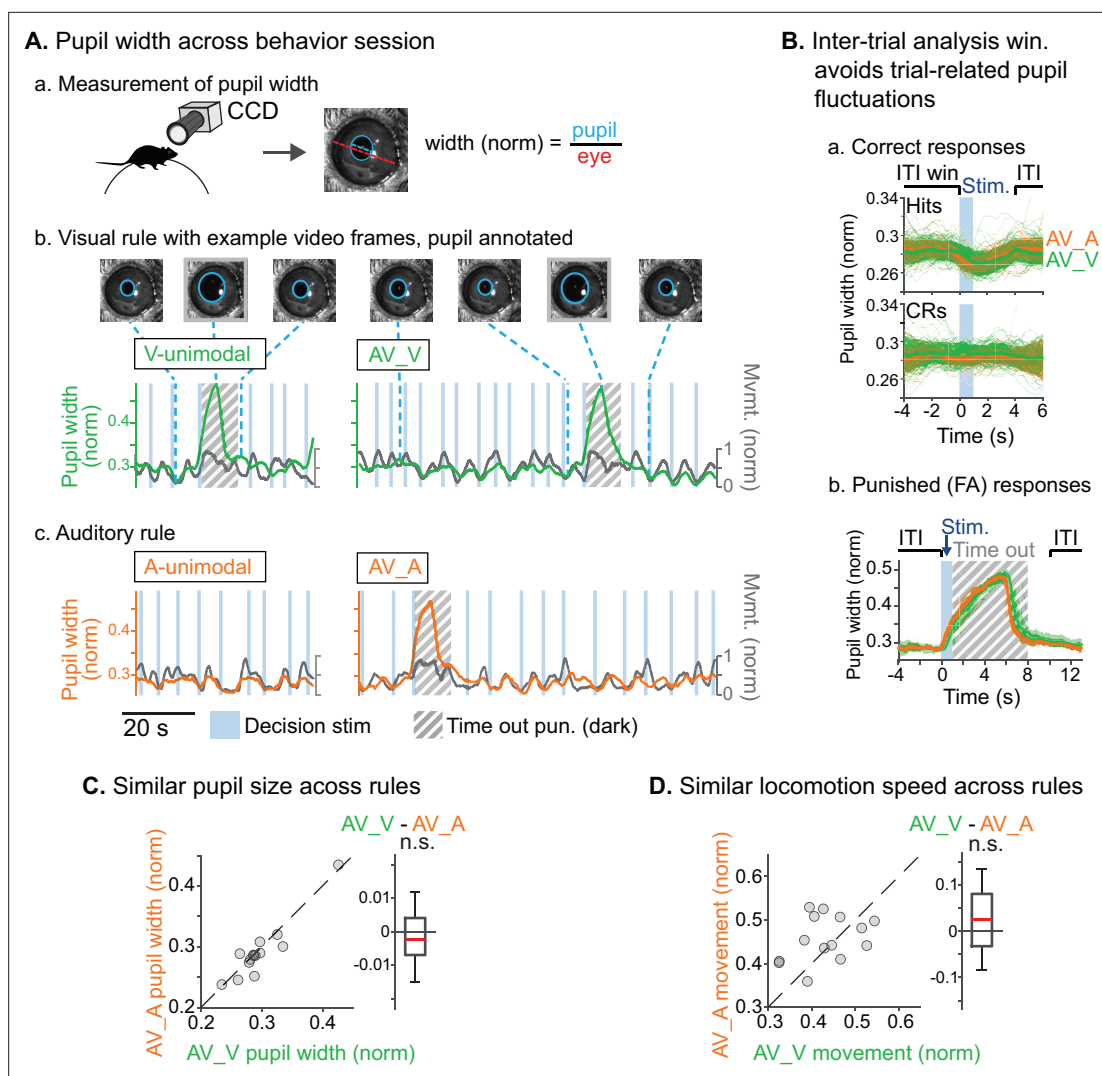 A. Pupil width across behavior session
a. Measurement of pupil width
CCD
width (norm) = pupil
eye
b. Visual rule with example video frames, pupil annotated
V-unimodal
AV_V
Pupil width
(norm)
0.4
0.3
Mvmt. (norm)
1
0
c. Auditory rule
A-unimodal
AV_A
Pupil width
(norm)
0.4
0.3
Mvmt. (norm)
1
0
20 s
Decision stim
Time out pun. (dark)
B. Inter-trial analysis win.
avoids trial-related pupil
fluctuations
a. Correct responses
ITI win
Stim.
ITI
Pupil width (norm)
0.34
Hits
0.3
0.26
AV_A
AV_V
0.34
CRs
0.3
0.26
-4 -2 0 2 4 6
Time (s)
b. Punished (FA) responses
Stim.
ITI
Time out
ITI
Pupil width (norm)
0.5
0.4
0.3
-4 0 4 8 12
Time (s)
C. Similar pupil size acoss rules
AV_V - AV_A
n.s.
AV_A pupil width (norm)
0.4
0.3
0.2
0.2 0.3 0.4
AV_V pupil width (norm)
0.01
0
-0.01
D. Similar locomotion speed across rules
AV_V - AV_A
n.s.
AV_A movement (norm)
0.6
0.5
0.4
0.3
0.3 0.4 0.5 0.6
AV_V movement (norm)
0.1
0
-0.1